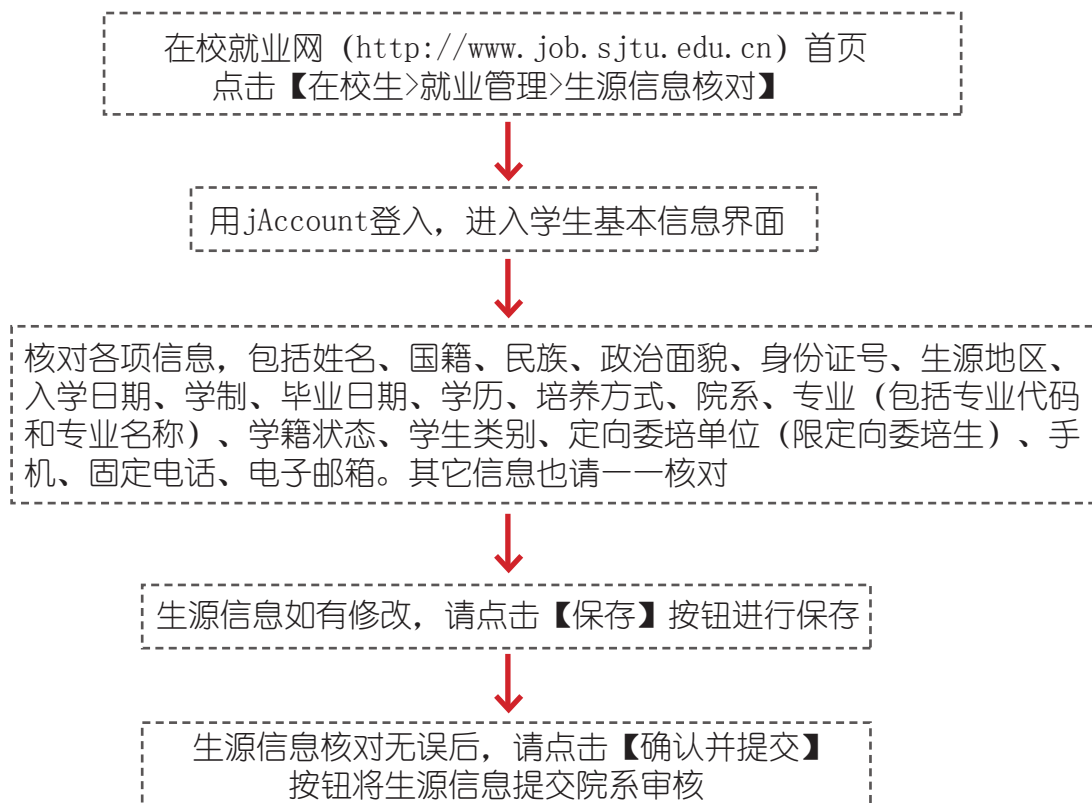 在校就业网（http://www.job.sjtu.edu.cn）首页
点击【在校生>就业管理>生源信息核对】
用jAccount登入，进入学生基本信息界面
核对各项信息，包括姓名、国籍、民族、政治面貌、身份证号、生源地区、
入学日期、学制、毕业日期、学历、培养方式、院系、专业（包括专业代码
和专业名称）、学籍状态、学生类别、定向委培单位（限定向委培生）、手
机、固定电话、电子邮箱。其它信息也请一一核对
生源信息如有修改，请点击【保存】按钮进行保存
生源信息核对无误后，请点击【确认并提交】
按钮将生源信息提交院系审核